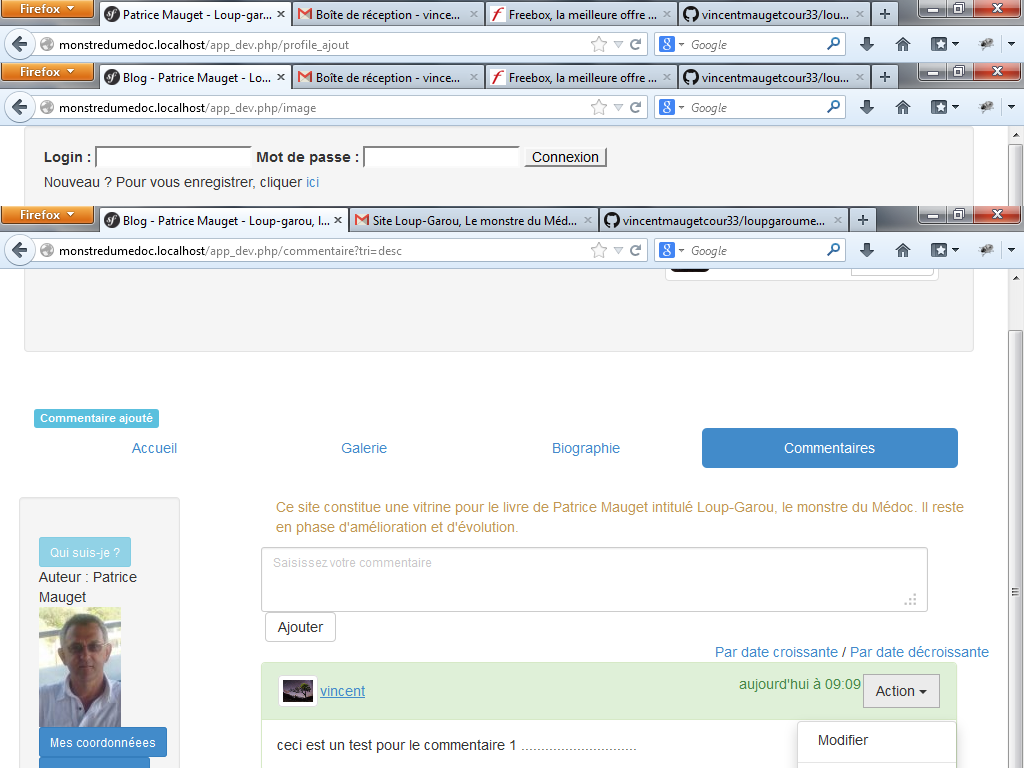 Firefox
Patrice Mauget - Loup-gar...
Boîte de réception - vince...
Freebox, la meilleure offre ...
vincentmaugetcour33/lou...
monstredumedoc.localhost/app_dev.php/profile_ajout
Google
Firefox
Blog - Patrice Mauget - Lo...
Boîte de réception - vince...
Freebox, la meilleure offre ...
vincentmaugetcour33/lou...
monstredumedoc.localhost/app_dev.php/image
Google
Login : Mot de passe : Connexion
Nouveau ? Pour vous enregistrer, cliquer ici
Firefox
Blog - Patrice Mauget - Loup-garou, l...
Site Loup-Garou, Le monstre du Méd...
vincentmaugetcour33/loupgaroume...
monstredumedoc.localhost/app_dev.php/commentaire?tri=desc
Google
Commentaire ajouté
Accueil
Galerie
Biographie
Commentaires
Ce site constitue une vitrine pour le livre de Patrice Mauget intitulé Loup-Garou, le monstre du Médoc. Il reste
en phase d'amélioration et d'évolution.
Qui suis-je ?
Auteur : Patrice
Mauget
Mes coordonnéees
Saisissez votre commentaire
Ajouter
Par date croissante / Par date décroissante
vincent
aujourd'hui à 09:09
Action
ceci est un test pour le commentaire 1 ............................
Modifier